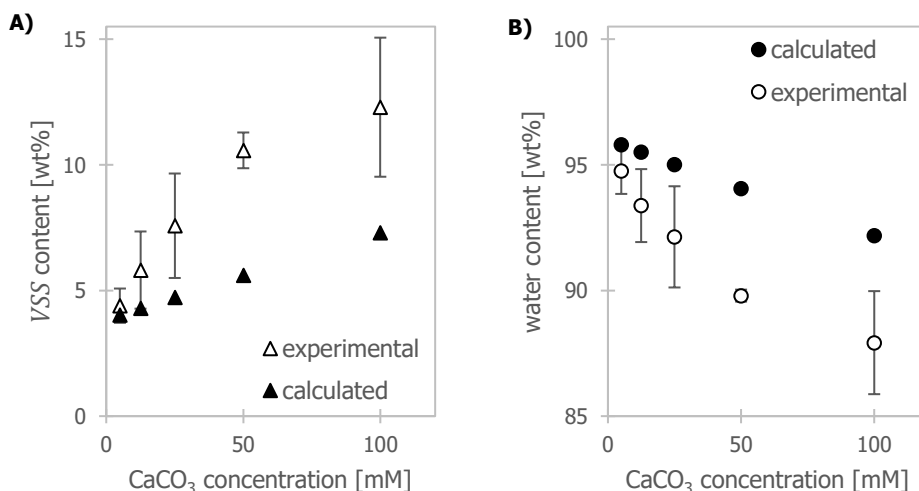 A)
15
10
5
0
VSS content [wt%]
experimental
calculated
0
50
100
CaCO₃ concentration [mM]
B)
100
95
90
85
water content [wt%]
calculated
experimental
0
50
100
CaCO₃ concentration [mM]